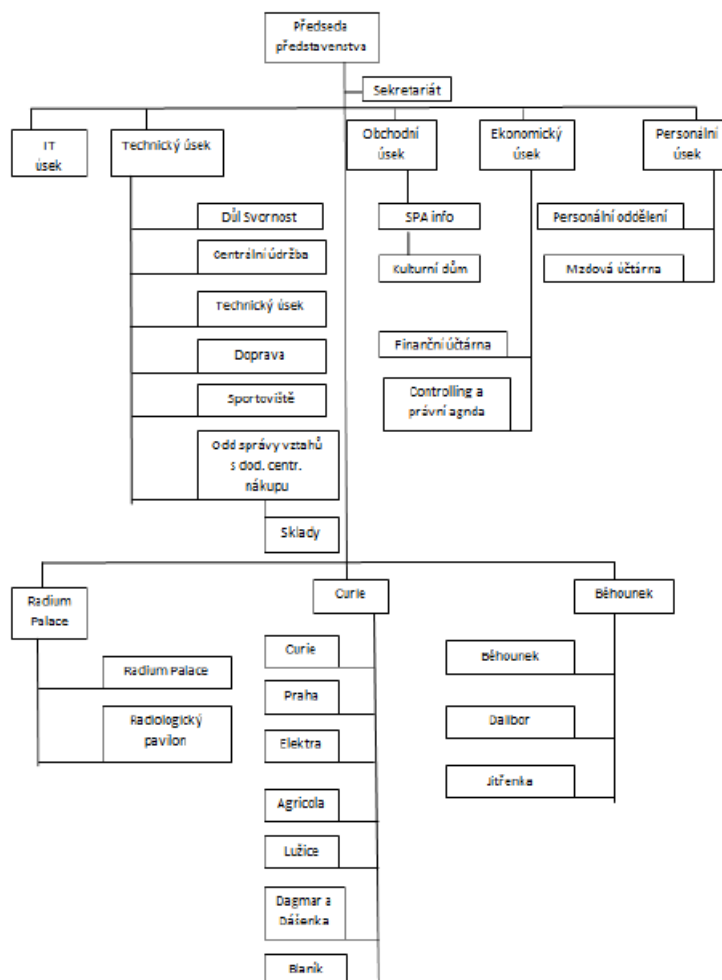 Předseda
představenstva
Sekretariát
IT
úsek
Technický úsek
Obchodní
úsek
Ekonomický
úsek
Personální
úsek
Důl Svornost
Centrální údržba
Technický úsek
Doprava
Sportoviště
Odd správy vztahů
s dod. centr.
nákupu
Sklady
SPA info
Kulturní dům
Finanční účtárna
Controlling a
právní agnda
Personální oddělení
Mzdová účtárna
Radium
Palace
Radium Palace
Radiologický
pavilon
Curie
Curie
Praha
Elektra
Agricola
Lužice
Dagmar a
Dášenka
Blaník
Běhounek
Běhounek
Dalibor
Jitřenka